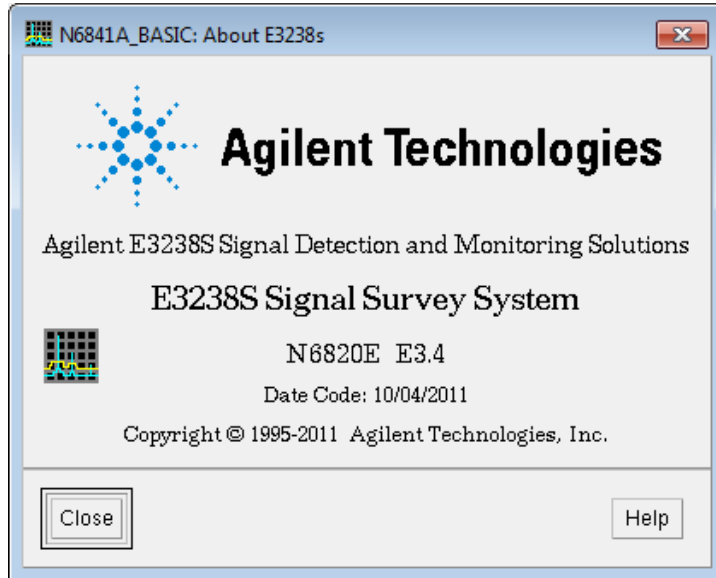 N6841A_BASIC: About E3238s
Agilent Technologies
Agilent E3238S Signal Detection and Monitoring Solutions
E3238S Signal Survey System
N6820E E3.4
Date Code: 10/04/2011
Copyright © 1995-2011 Agilent Technologies, Inc.
Close
Help